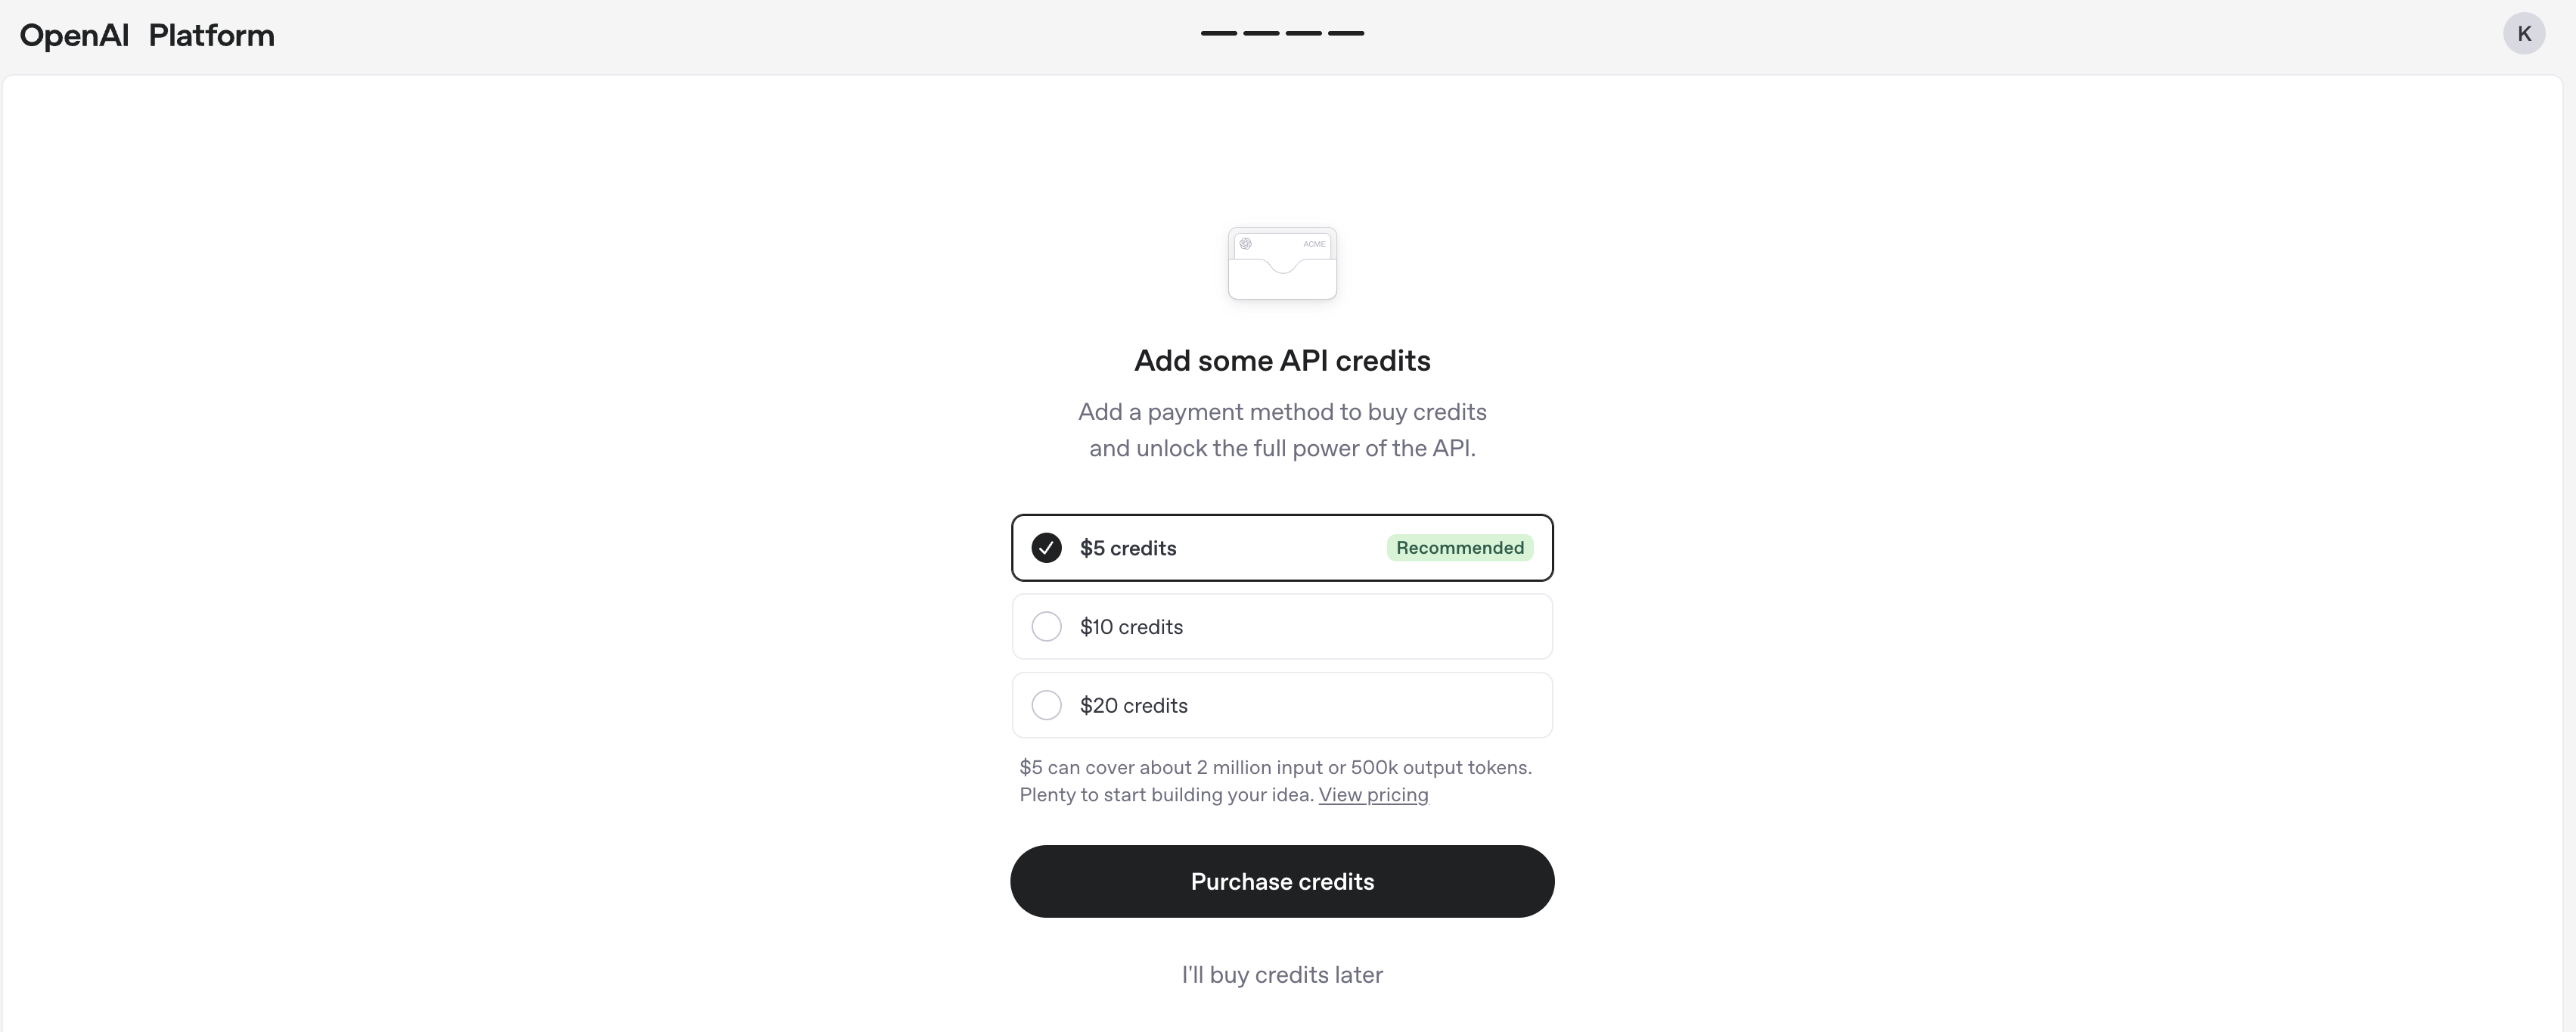 OpenAI Platform
K
ACME
Add some API credits
Add a payment method to buy credits
and unlock the full power of the API.
$5 credits Recommended
$10 credits
$20 credits
$5 can cover about 2 million input or 500k output tokens.
Plenty to start building your idea. View pricing
Purchase credits
I'll buy credits later